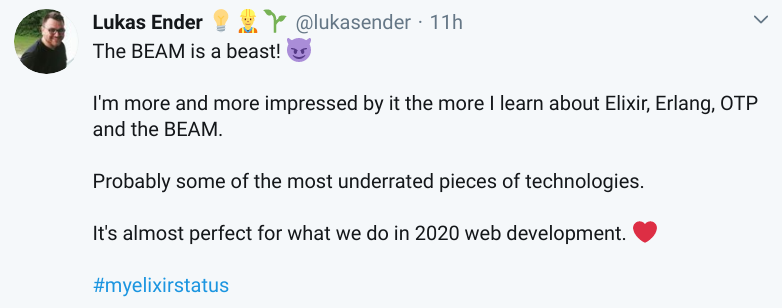 Lukas Ender 💡 👷 🌱 @lukasender · 11h
The BEAM is a beast! 😈
I'm more and more impressed by it the more I learn about Elixir, Erlang, OTP
and the BEAM.
Probably some of the most underrated pieces of technologies.
It's almost perfect for what we do in 2020 web development. ❤️
#myelixirstatus